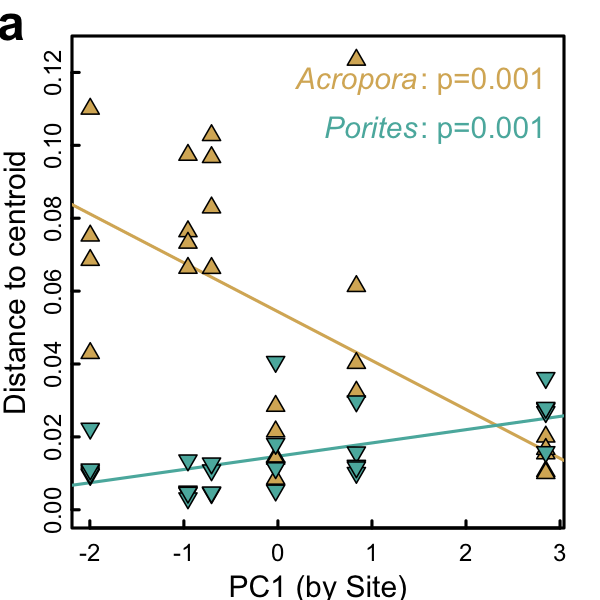 a
Acropora: p=0.001
Porites: p=0.001
Distance to centroid
0.12
0.10
0.08
0.06
0.04
0.02
0.00
-2 -1 0 1 2 3
PC1 (by Site)